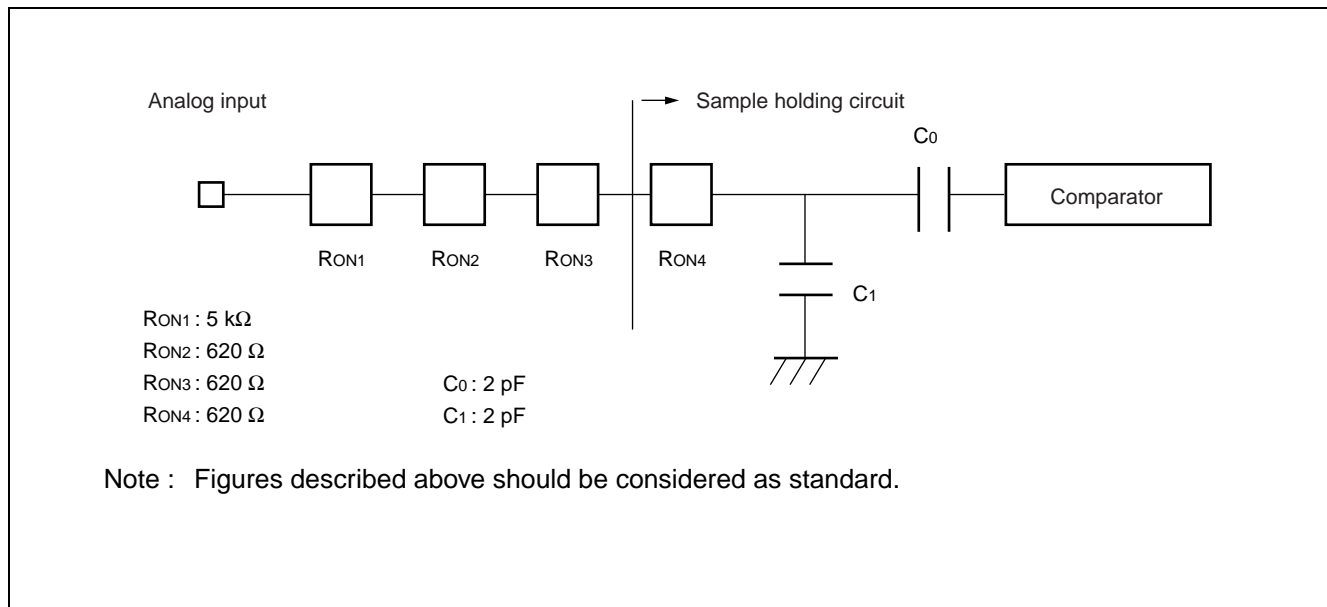 Analog input
Sample holding circuit
C0
Comparator
RON1
RON2
RON3
RON4
C1
RON1 : 5 kΩ
RON2 : 620 Ω
RON3 : 620 Ω
RON4 : 620 Ω
C0 : 2 pF
C1 : 2 pF
Note : Figures described above should be considered as standard.